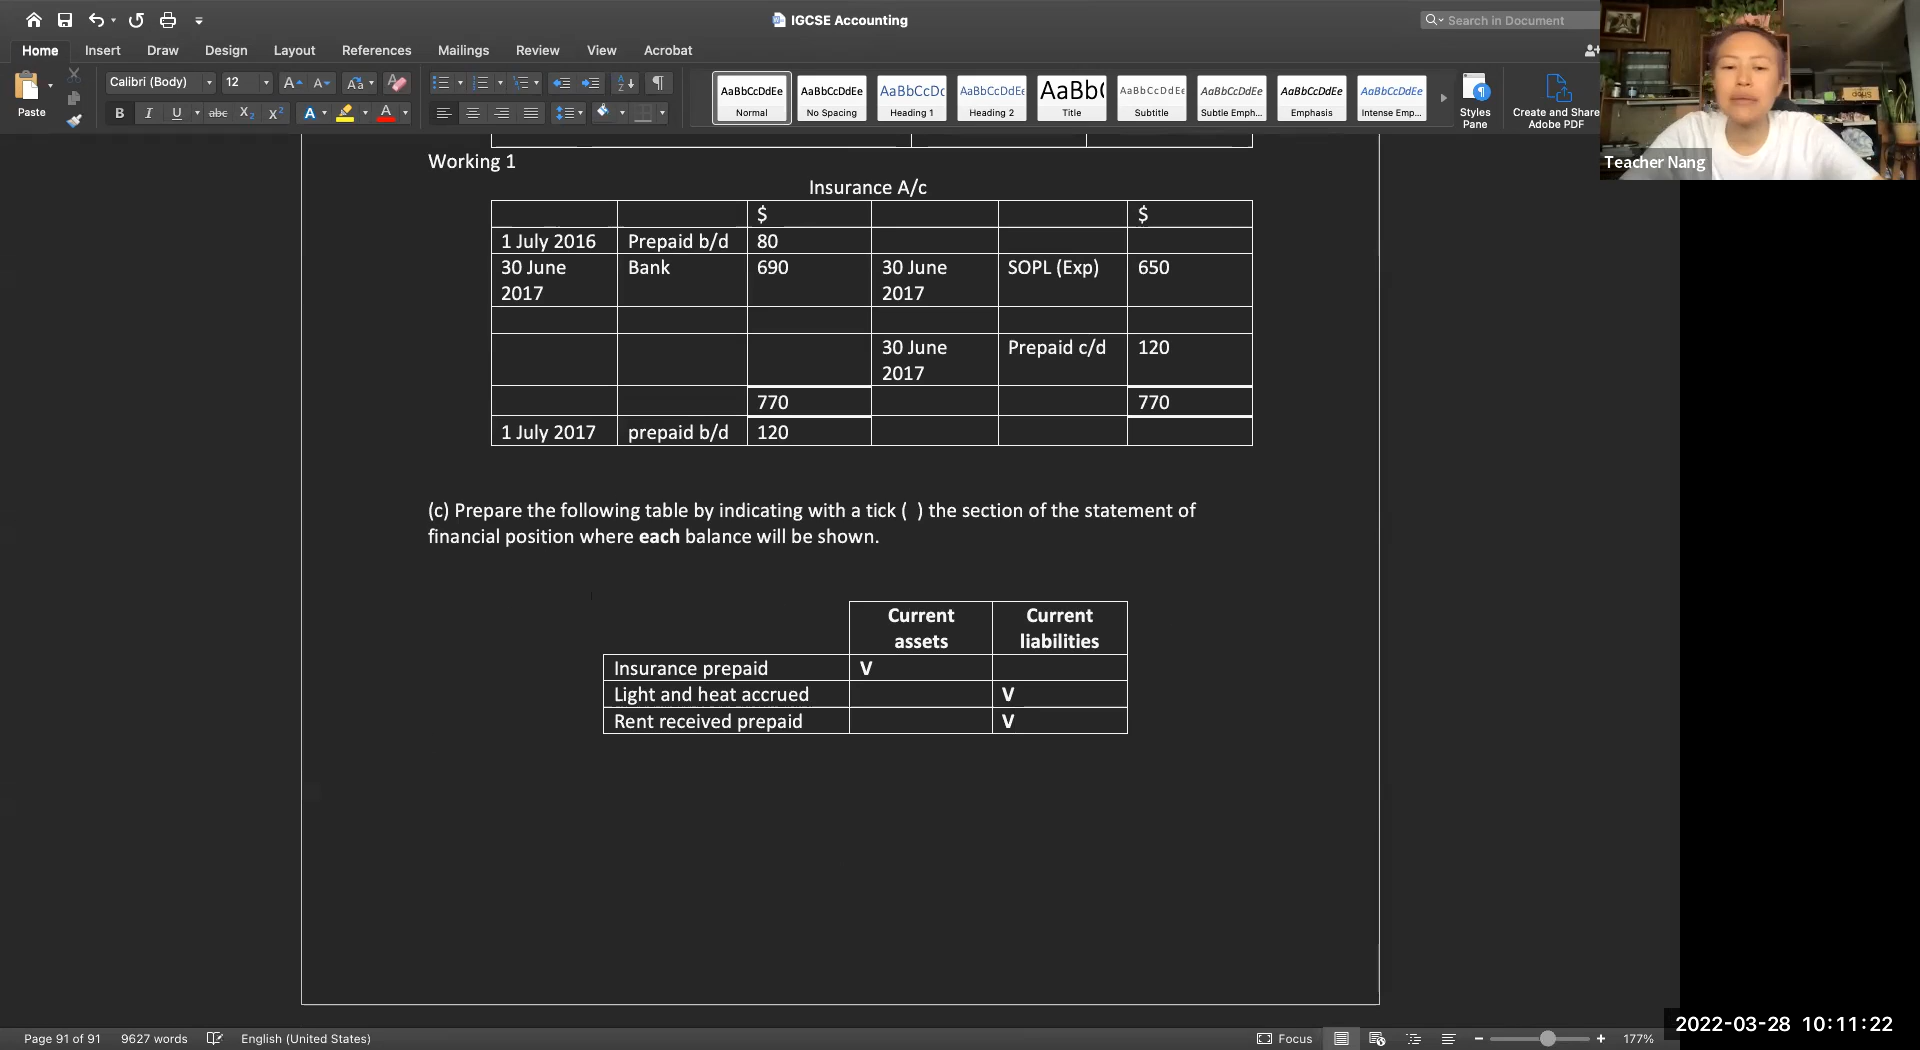 IGCSE Accounting
Search in Document
Home Insert Draw Design Layout References Mailings Review View Acrobat
Paste
Calibri (Body) 12
AaBbCcDdEe AaBbCcDdEe AaBbCcDc AaBbCcDdEe AaBb( AaBbCcDdEe AaBbCcDdEe AaBbCcDdEe AaBbCcDdEe
Normal No Spacing Heading 1 Heading 2 Title Subtitle Subtle Emph... Emphasis Intense Emp...
Styles Pane
Create and Share Adobe PDF
Teacher Nang
Working 1
Insurance A/c
$ $
1 July 2016 Prepaid b/d 80
30 June 2017 Bank 690 30 June 2017 SOPL (Exp) 650
30 June 2017 Prepaid c/d 120
770 770
1 July 2017 prepaid b/d 120
(c) Prepare the following table by indicating with a tick ( ) the section of the statement of
financial position where each balance will be shown.
Current assets Current liabilities
Insurance prepaid V
Light and heat accrued V
Rent received prepaid V
Page 91 of 91 9627 words English (United States) Focus 177%
2022-03-28 10:11:22